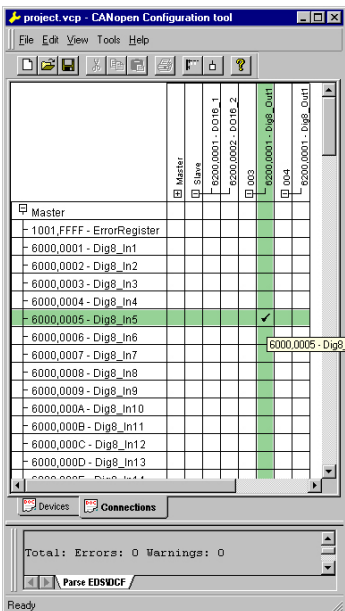 project.vcp - CANopen Configuration tool
File Edit View Tools Help
Master
Slave
6200,0001 - DO16_1
6200,0002 - DO16_2
003
6200,0001 - Dig8_Out1
004
6200,0001 - Dig8_Out1
Master
1001,FFFF - ErrorRegister
6000,0001 - Dig8_In1
6000,0002 - Dig8_In2
6000,0003 - Dig8_In3
6000,0004 - Dig8_In4
6000,0005 - Dig8_In5
6000,0006 - Dig8_In6
6000,0005 - Dig8_
6000,0007 - Dig8_In7
6000,0008 - Dig8_In8
6000,0009 - Dig8_In9
6000,000A - Dig8_In10
6000,000B - Dig8_In11
6000,000C - Dig8_In12
6000,000D - Dig8_In13
Devices Connections
Total: Errors: 0 Warnings: 0
Parse EDS\DCF
Ready